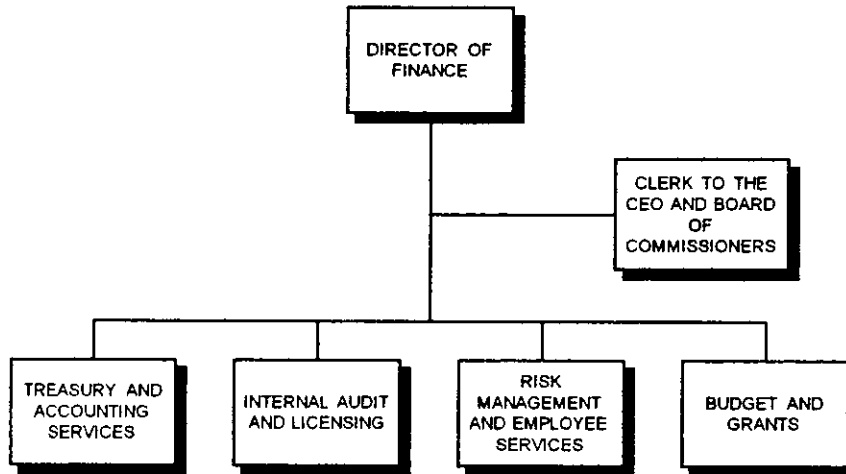 DIRECTOR OF
FINANCE
CLERK TO THE
CEO AND BOARD
OF
COMMISSIONERS
TREASURY AND
ACCOUNTING
SERVICES
INTERNAL AUDIT
AND LICENSING
RISK
MANAGEMENT
AND EMPLOYEE
SERVICES
BUDGET AND
GRANTS